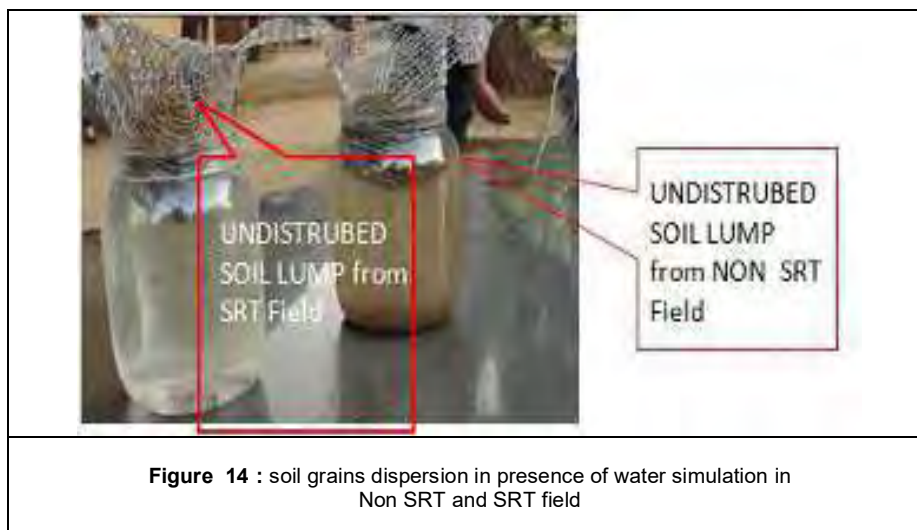 UNDISTRUBED
SOIL LUMP from
SRT Field
UNDISTRUBED
SOIL LUMP
from NON SRT
Field
Figure 14 : soil grains dispersion in presence of water simulation in
Non SRT and SRT field